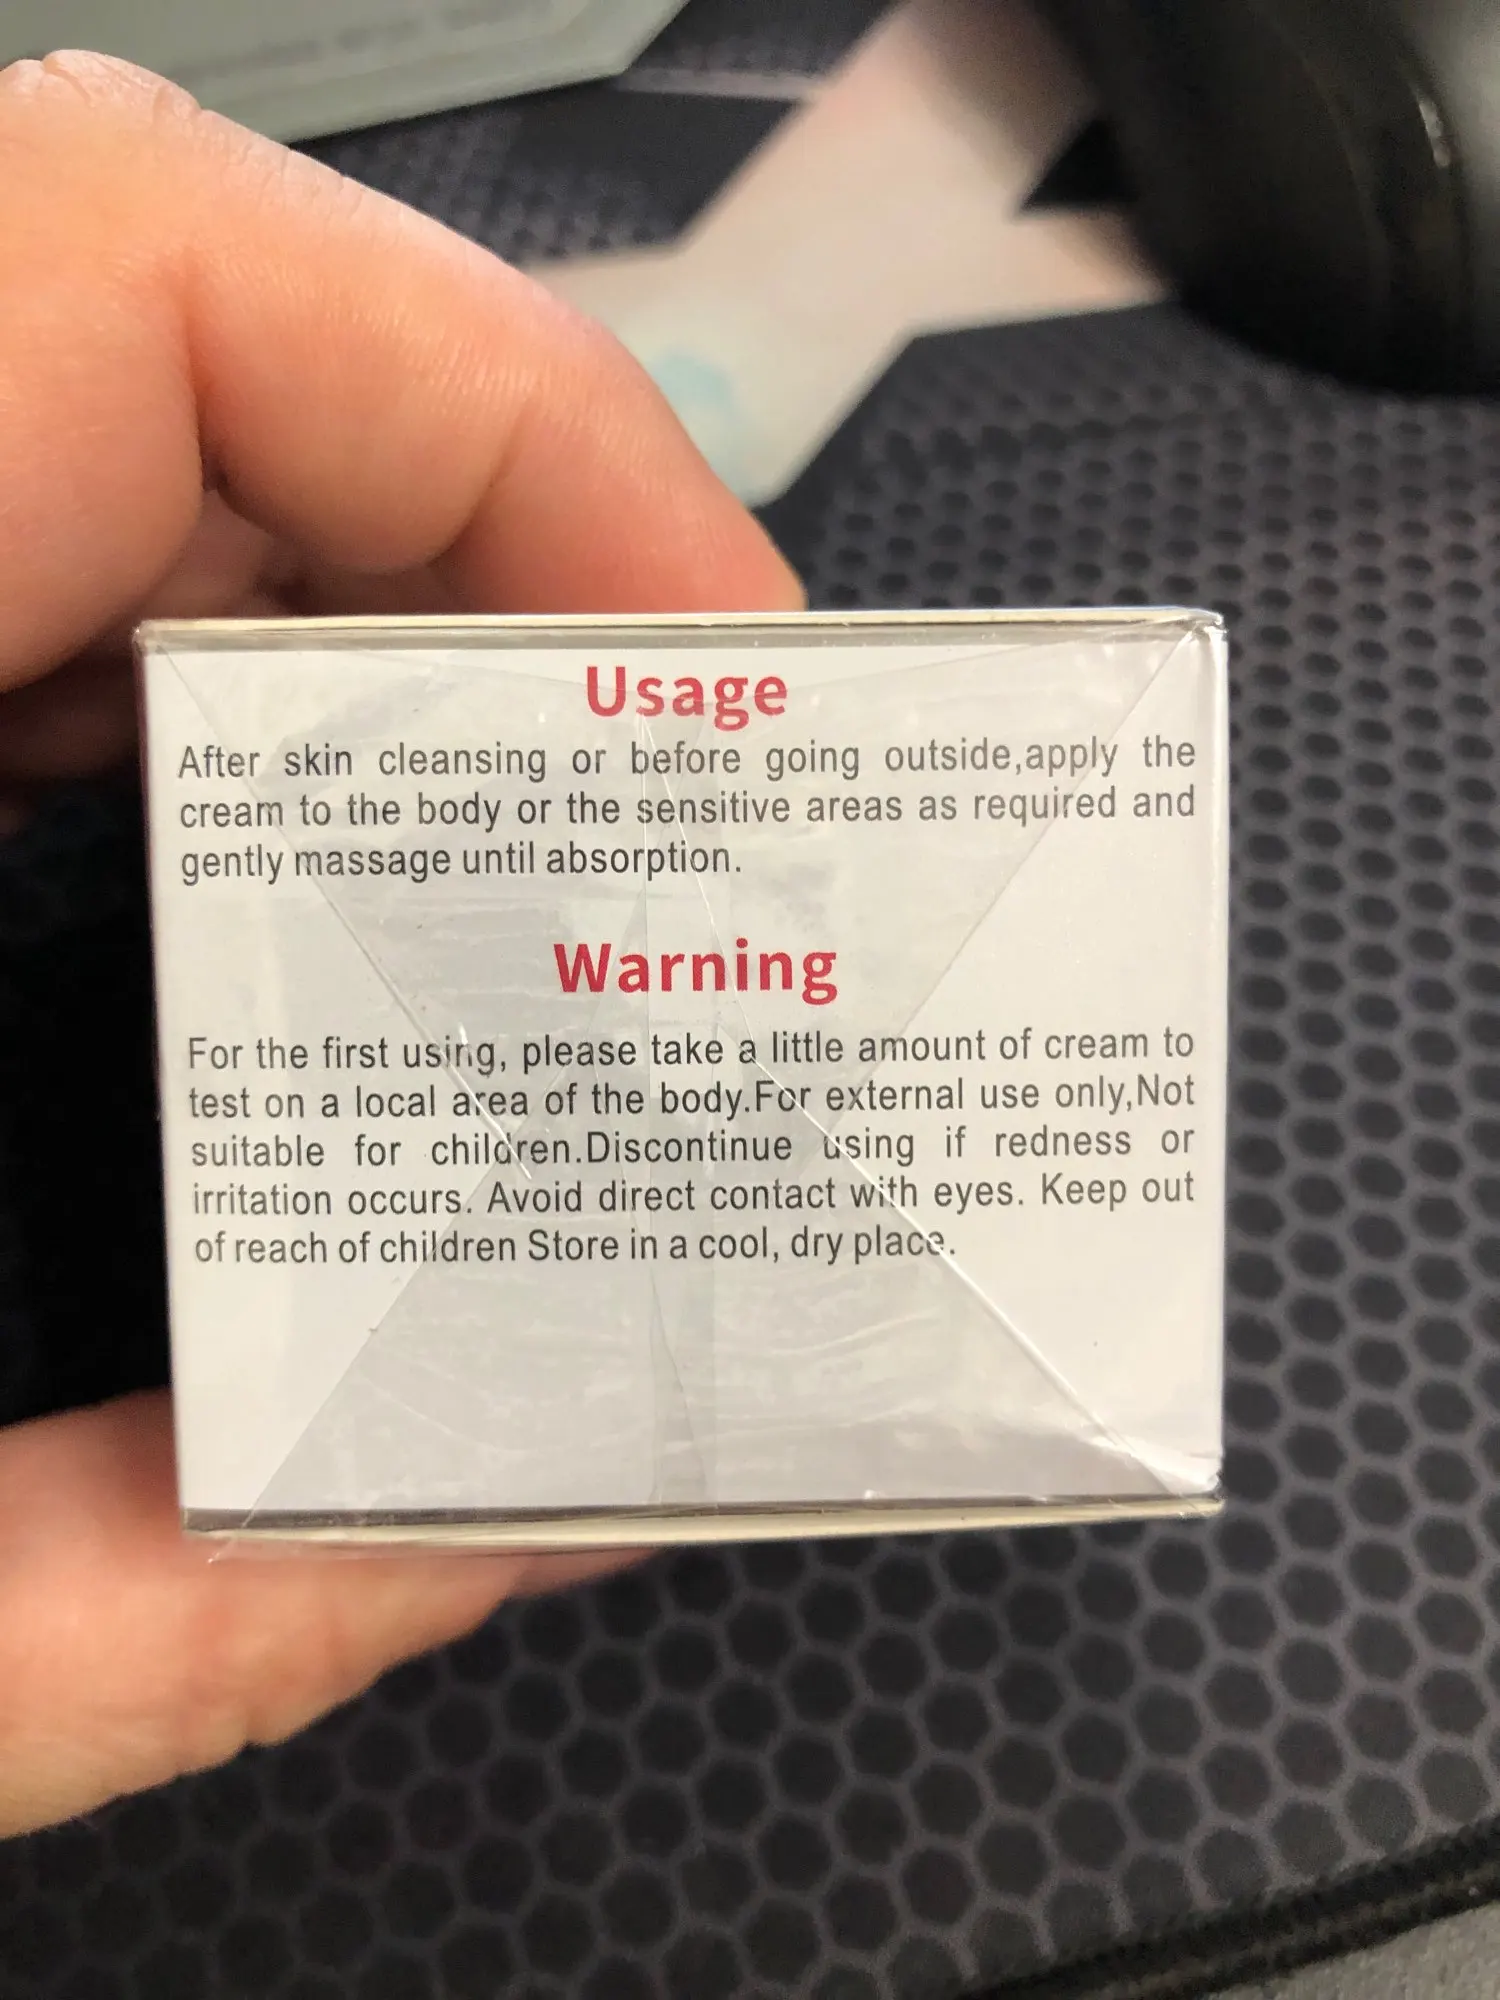 Usage
After skin cleansing or before going outside,apply the
cream to the body or the sensitive areas as required and
gently massage until absorption.
Warning
For the first using, please take a little amount of cream to
test on a local area of the body.For external use only,Not
suitable for children.Discontinue using if redness or
irritation occurs. Avoid direct contact with eyes. Keep out
of reach of children Store in a cool, dry place.